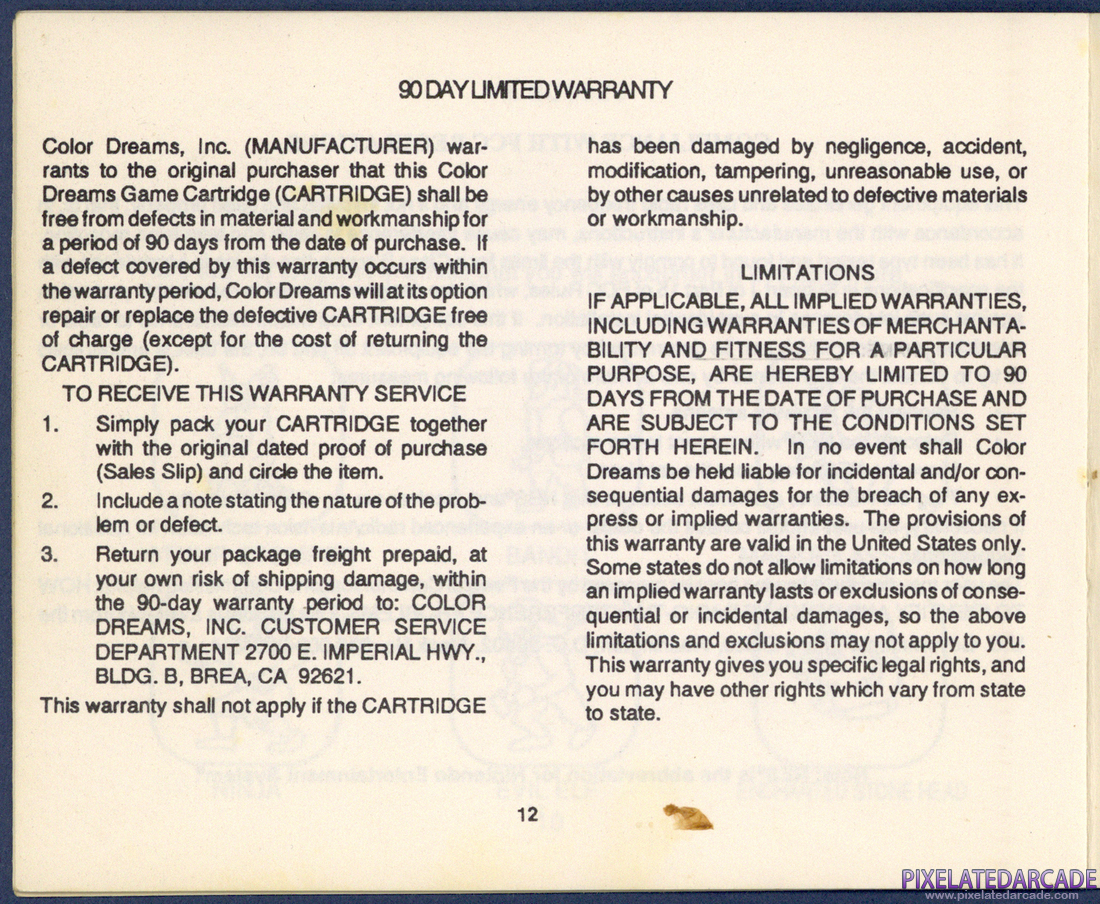 90 DAY LIMITED WARRANTY
Color Dreams, Inc. (MANUFACTURER) war-
rants to the original purchaser that this Color
Dreams Game Cartridge (CARTRIDGE) shall be
free from defects in material and workmanship for
a period of 90 days from the date of purchase. If
a defect covered by this warranty occurs within
the warranty period, Color Dreams will at its option
repair or replace the defective CARTRIDGE free
of charge (except for the cost of returning the
CARTRIDGE).
TO RECEIVE THIS WARRANTY SERVICE
1. Simply pack your CARTRIDGE together
with the original dated proof of purchase
(Sales Slip) and circle the item.
2. Include a note stating the nature of the prob-
lem or defect.
3. Return your package freight prepaid, at
your own risk of shipping damage, within
the 90-day warranty period to: COLOR
DREAMS, INC. CUSTOMER SERVICE
DEPARTMENT 2700 E. IMPERIAL HWY.,
BLDG. B, BREA, CA 92621.
This warranty shall not apply if the CARTRIDGE
has been damaged by negligence, accident,
modification, tampering, unreasonable use, or
by other causes unrelated to defective materials
or workmanship.
LIMITATIONS
IF APPLICABLE, ALL IMPLIED WARRANTIES,
INCLUDING WARRANTIES OF MERCHANTA-
BILITY AND FITNESS FOR A PARTICULAR
PURPOSE, ARE HEREBY LIMITED TO 90
DAYS FROM THE DATE OF PURCHASE AND
ARE SUBJECT TO THE CONDITIONS SET
FORTH HEREIN. In no event shall Color
Dreams be held liable for incidental and/or con-
sequential damages for the breach of any ex-
press or implied warranties. The provisions of
this warranty are valid in the United States only.
Some states do not allow limitations on how long
an implied warranty lasts or exclusions of conse-
quential or incidental damages, so the above
limitations and exclusions may not apply to you.
This warranty gives you specific legal rights, and
you may have other rights which vary from state
to state.
12
PIXELATEDARCADE
www.pixelatedarcade.com